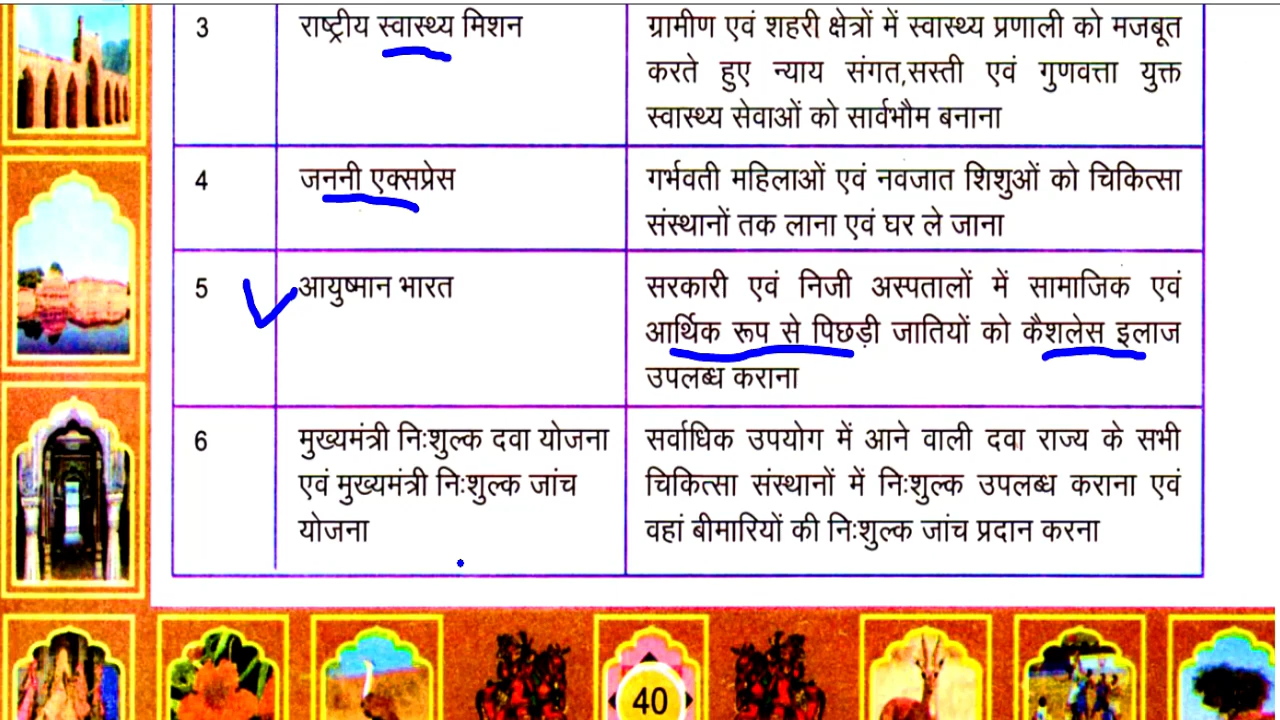 3 राष्ट्रीय स्वास्थ्य मिशन ग्रामीण एवं शहरी क्षेत्रों में स्वास्थ्य प्रणाली को मजबूत
करते हुए न्याय संगत,सस्ती एवं गुणवत्ता युक्त
स्वास्थ्य सेवाओं को सार्वभौम बनाना
4 जननी एक्सप्रेस गर्भवती महिलाओं एवं नवजात शिशुओं को चिकित्सा
संस्थानों तक लाना एवं घर ले जाना
5 आयुष्मान भारत सरकारी एवं निजी अस्पतालों में सामाजिक एवं
आर्थिक रूप से पिछड़ी जातियों को कैशलेस इलाज
उपलब्ध कराना
6 मुख्यमंत्री निःशुल्क दवा योजना सर्वाधिक उपयोग में आने वाली दवा राज्य के सभी
एवं मुख्यमंत्री निःशुल्क जांच चिकित्सा संस्थानों में निःशुल्क उपलब्ध कराना एवं
योजना वहां बीमारियों की निःशुल्क जांच प्रदान करना
40